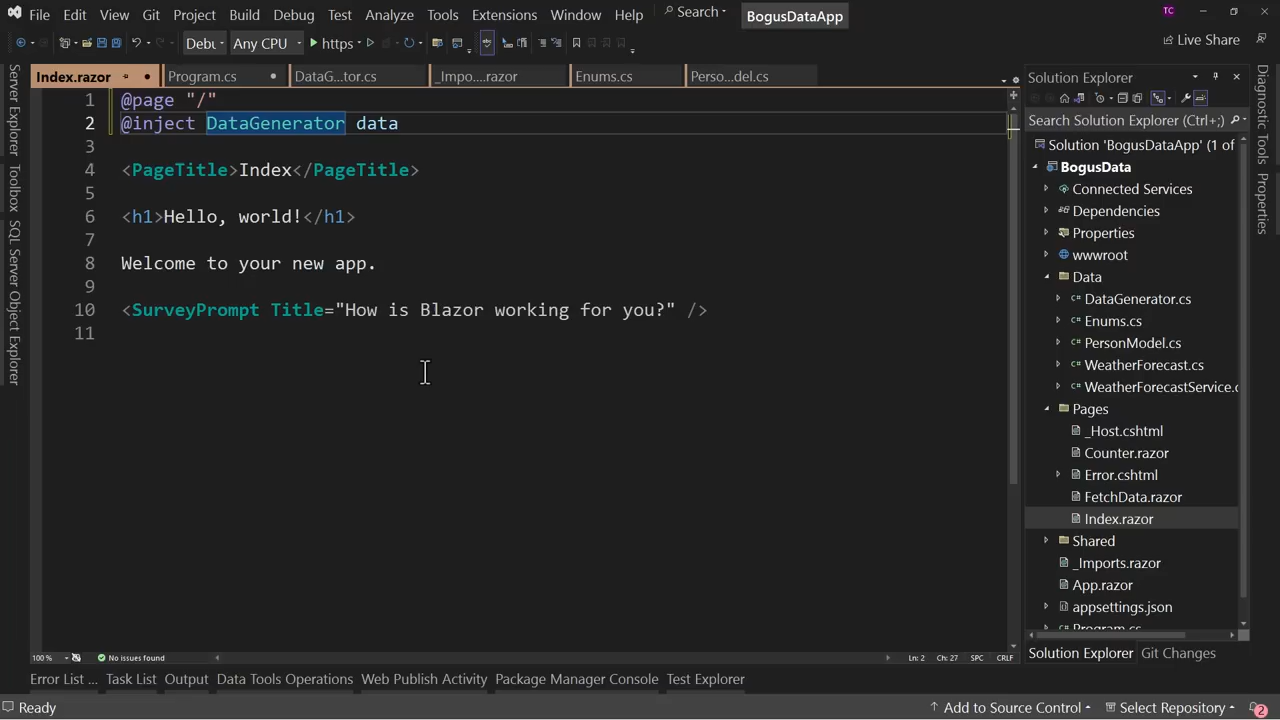 File Edit View Git Project Build Debug Test Analyze Tools Extensions Window Help Search BogusDataApp TC
Debu Any CPU https Live Share
Index.razor Program.cs DataG...tor.cs _Impo....razor Enums.cs Perso...del.cs
Server Explorer
Toolbox
SQL Server Object Explorer
1 @page "/"
2 @inject DataGenerator data
3
4 <PageTitle>Index</PageTitle>
5
6 <h1>Hello, world!</h1>
7
8 Welcome to your new app.
9
10 <SurveyPrompt Title="How is Blazor working for you?" />
11
100 % No issues found Ln: 2 Ch: 27 SPC CRLF
Solution Explorer
Search Solution Explorer (Ctrl+;)
Solution 'BogusDataApp' (1 of
BogusData
Connected Services
Dependencies
Properties
wwwroot
Data
DataGenerator.cs
Enums.cs
PersonModel.cs
WeatherForecast.cs
WeatherForecastService.c
Pages
_Host.cshtml
Counter.razor
Error.cshtml
FetchData.razor
Index.razor
Shared
_Imports.razor
App.razor
appsettings.json
Program.cs
Solution Explorer Git Changes
Diagnostic Tools
Properties
Error List ... Task List Output Data Tools Operations Web Publish Activity Package Manager Console Test Explorer
Ready Add to Source Control Select Repository 2